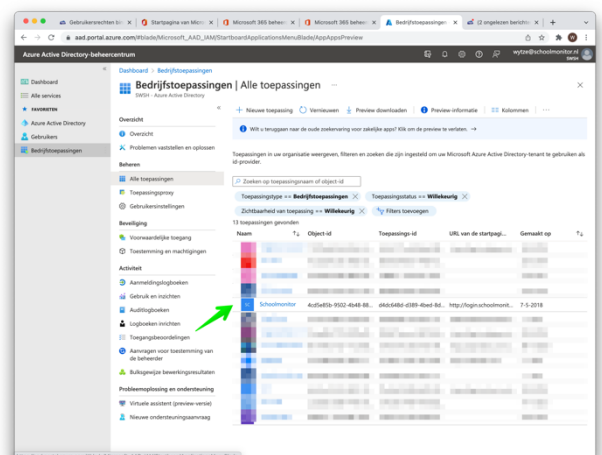 Gebruikersrechten bin
Startpagina van Micro
Microsoft 365 beheer
Microsoft 365 beheer
Bedrijfstoepassingen
(2 ongelezen berichte
aad.portal.azure.com/#blade/Microsoft_AAD_IAM/StartboardApplicationsMenuBlade/AppAppsPreview
Azure Active Directory-beheercentrum
wytze@schoolmonitor.nl
SWSH
Dashboard > Bedrijfstoepassingen
Bedrijfstoepassingen | Alle toepassingen ...
SWSH - Azure Active Directory
Dashboard
Alle services
FAVORIETEN
Azure Active Directory
Gebruikers
Bedrijfstoepassingen
Overzicht
Overzicht
Problemen vaststellen en oplossen
Beheren
Alle toepassingen
Toepassingsproxy
Gebruikersinstellingen
Beveiliging
Voorwaardelijke toegang
Toestemming en machtigingen
Activiteit
Aanmeldingslogboeken
Gebruik en inzichten
Auditlogboeken
Logboeken inrichten
Toegangsbeoordelingen
Aanvragen voor toestemming van de beheerder
Bulksgewijze bewerkingsresultaten
Probleemoplossing en ondersteuning
Virtuele assistent (preview-versie)
Nieuwe ondersteuningsaanvraag
+ Nieuwe toepassing Vernieuwen Preview downloaden Preview-informatie Kolommen ...
Wilt u teruggaan naar de oude zoekervaring voor zakelijke apps? Klik om de preview te verlaten. →
Toepassingen in uw organisatie weergeven, filteren en zoeken die zijn ingesteld om uw Microsoft Azure Active Directory-tenant te gebruiken als
id-provider.
Zoeken op toepassingsnaam of object-id
Toepassingstype == Bedrijfstoepassingen
Toepassingsstatus == Willekeurig
Zichtbaarheid van toepassing == Willekeurig
Filters toevoegen
13 toepassingen gevonden
Naam Object-id Toepassings-id URL van de startpagi... Gemaakt op
Schoolmonitor 4cd5e85b-9502-4b48-88... d4dc648d-d389-4bed-8d... http://login.schoolmonit... 7-5-2018